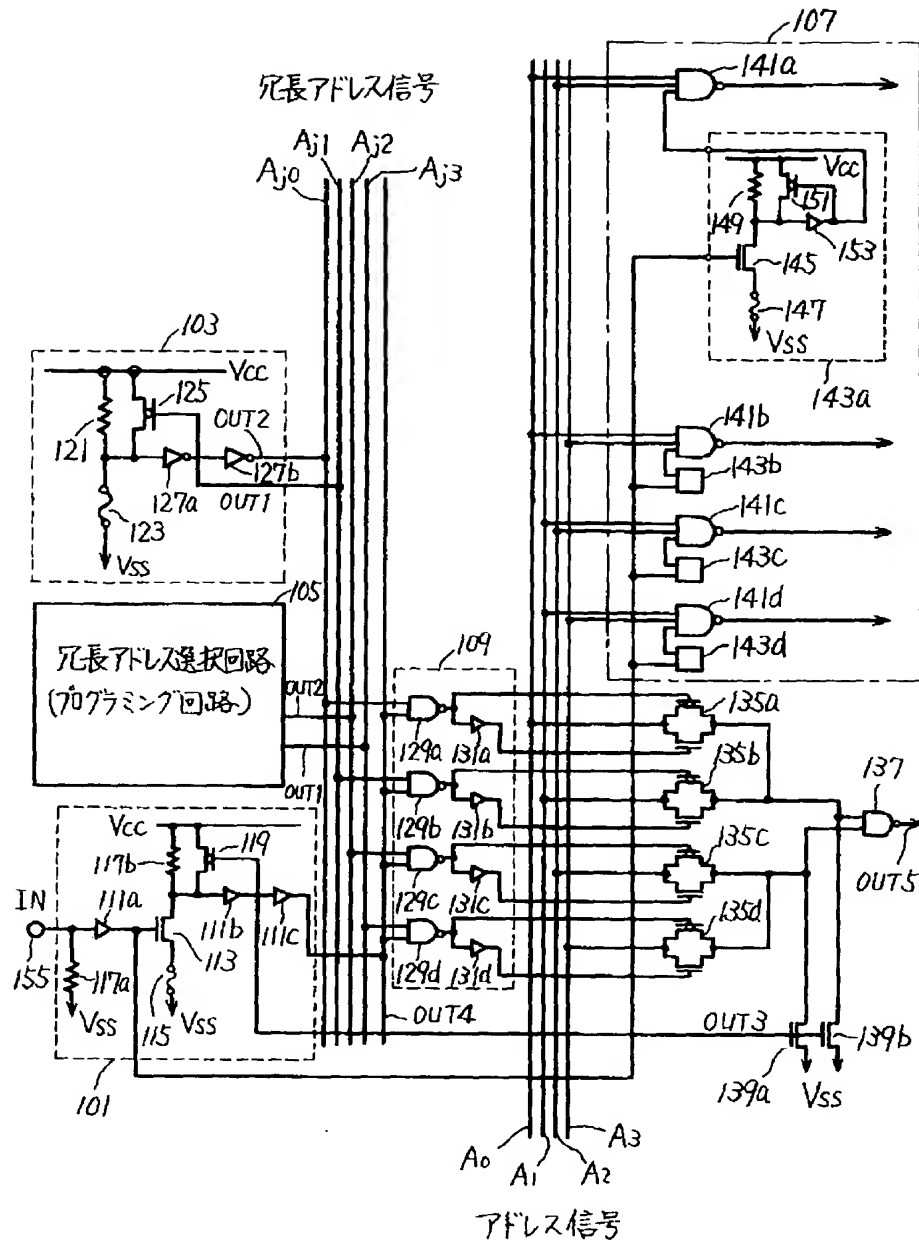 107
141a
冗長アドレス信号
Aj0
Aj1
Aj2
Aj3
Vcc
149
151
153
145
147
Vss
143a
103
Vcc
125
121
OUT2
127a
127b
OUT1
123
Vss
141b
143b
141c
143c
141d
143d
105
冗長アドレス選択回路
(プログラミング回路)
OUT2
OUT1
109
129a
131a
129b
131b
129c
131c
129d
131d
135a
135b
135c
135d
137
OUT5
Vcc
117b
119
IN
111a
111b
111c
155
117a
113
Vss
115
Vss
OUT4
OUT3
139a
139b
Vss
101
A0
A1
A2
A3
アドレス信号